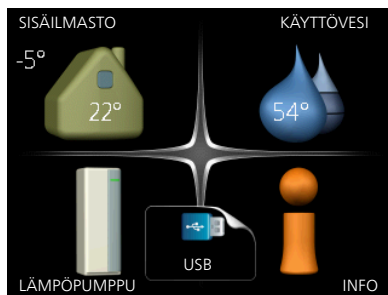 SISÄILMASTO
KÄYTTÖVESI
-5°
22°
54°
USB
LÄMPÖPUMPPU
INFO